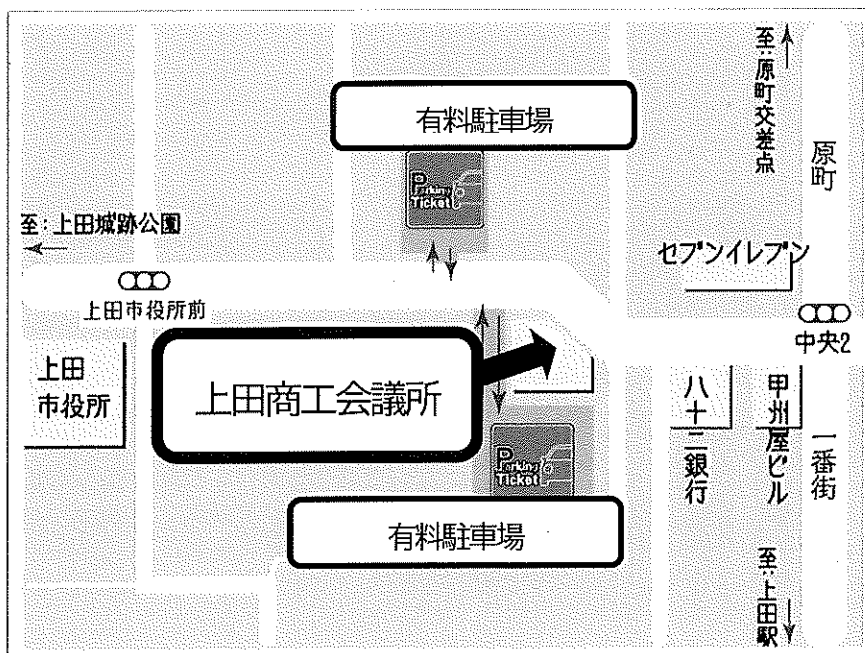 至:原町交差点
原町
有料駐車場
Parking
Ticket
至:上田城跡公園
セブンイレブン
上田市役所前
中央2
上田
市役所
上田商工会議所
八十二銀行
甲州屋ビル
一番街
Parking
Ticket
有料駐車場
至:上田駅